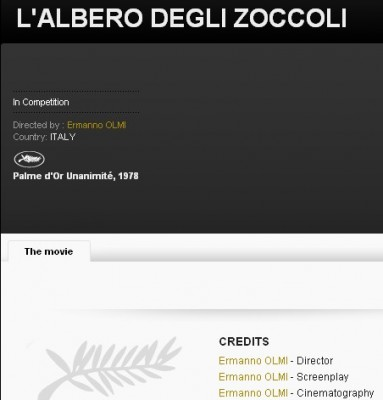 L'ALBERO DEGLI ZOCCOLI
In Competition
Directed by : Ermanno OLMI
Country: ITALY
Palme d'Or Unanimité, 1978
The movie
CREDITS
Ermanno OLMI - Director
Ermanno OLMI - Screenplay
Ermanno OLMI - Cinematography